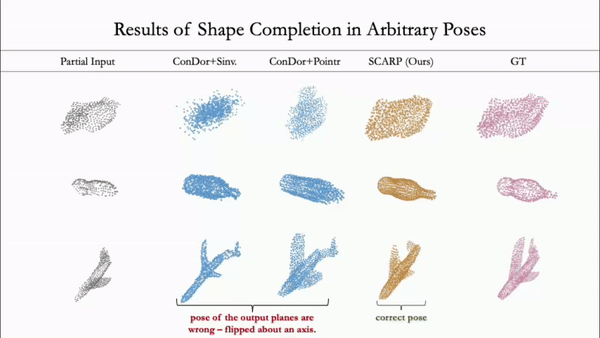 Results of Shape Completion in Arbitrary Poses
Partial Input ConDor+Sinv. ConDor+Pointr SCARP (Ours) GT
pose of the output planes are
wrong – flipped about an axis.
correct pose